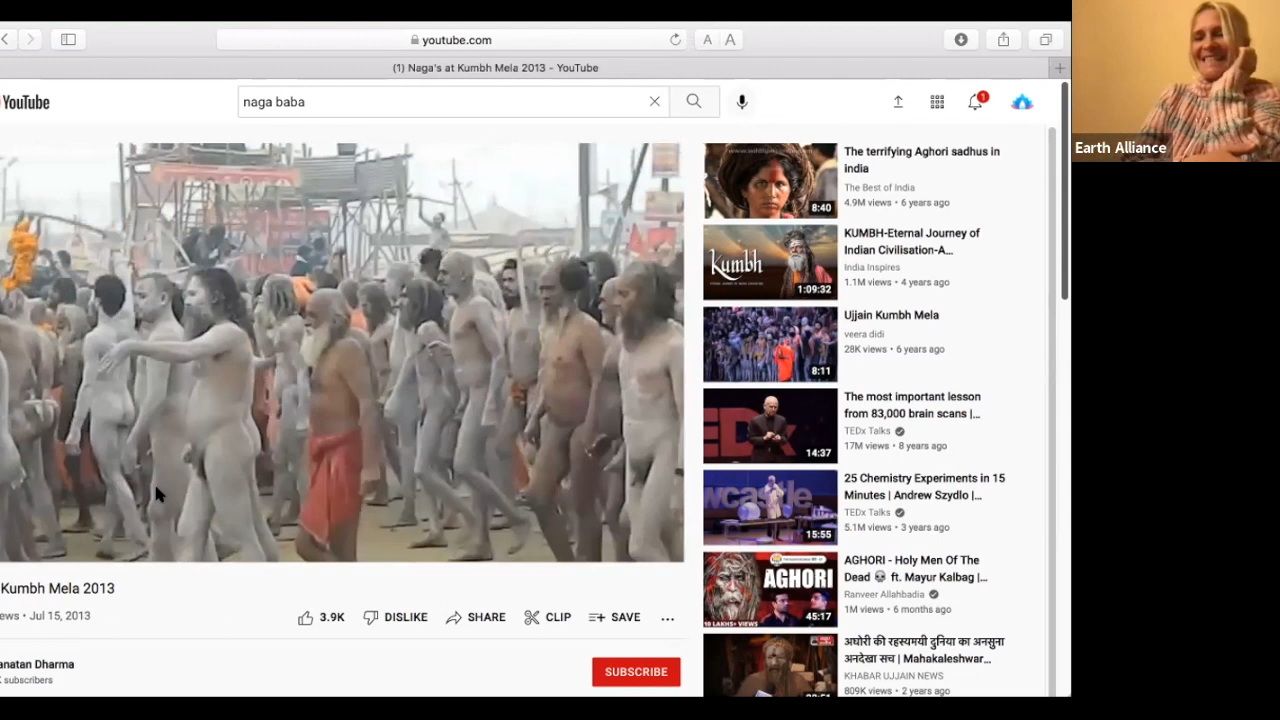 youtube.com
A A
(1) Naga's at Kumbh Mela 2013 - YouTube
YouTube
naga baba
1
Kumbh Mela 2013
ews • Jul 15, 2013
3.9K
DISLIKE
SHARE
CLIP
SAVE
anatan Dharma
subscribers
SUBSCRIBE
8:40
The terrifying Aghori sadhus in
india
The Best of India
4.9M views • 6 years ago
kumbh
1:09:32
KUMBH-Eternal Journey of
Indian Civilisation-A...
India Inspires
1.1M views • 4 years ago
8:11
Ujjain Kumbh Mela
veera didi
28K views • 6 years ago
EDx
14:37
The most important lesson
from 83,000 brain scans |...
TEDx Talks
17M views • 8 years ago
wcastle
15:55
25 Chemistry Experiments in 15
Minutes | Andrew Szydlo |...
TEDx Talks
5.1M views • 3 years ago
AGHORI
45:17
AGHORI - Holy Men Of The
Dead 💀 ft. Mayur Kalbag |...
Ranveer Allahbadia
1M views • 6 months ago
अघोरी की रहस्यमयी दुनिया का अनसुना
अनदेखा सच | Mahakaleshwar...
KHABAR UJJAIN NEWS
809K views • 2 years ago
Earth Alliance